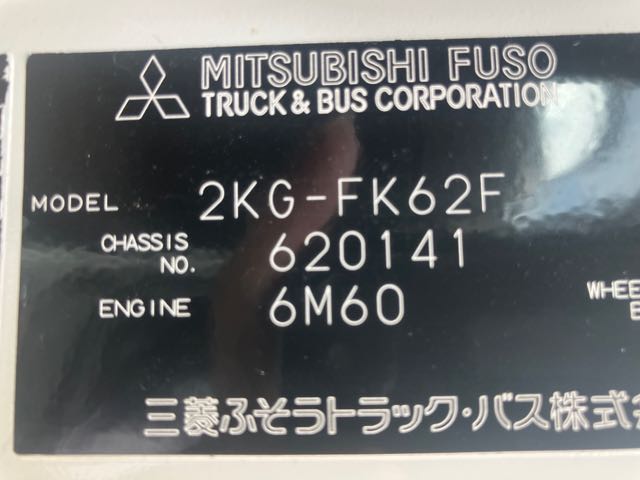 MITSUBISHI FUSO
TRUCK & BUS CORPORATION
MODEL 2KG-FK62F
CHASSIS NO. 620141
ENGINE 6M60
WHEE
三菱ふそうトラック・バス株式